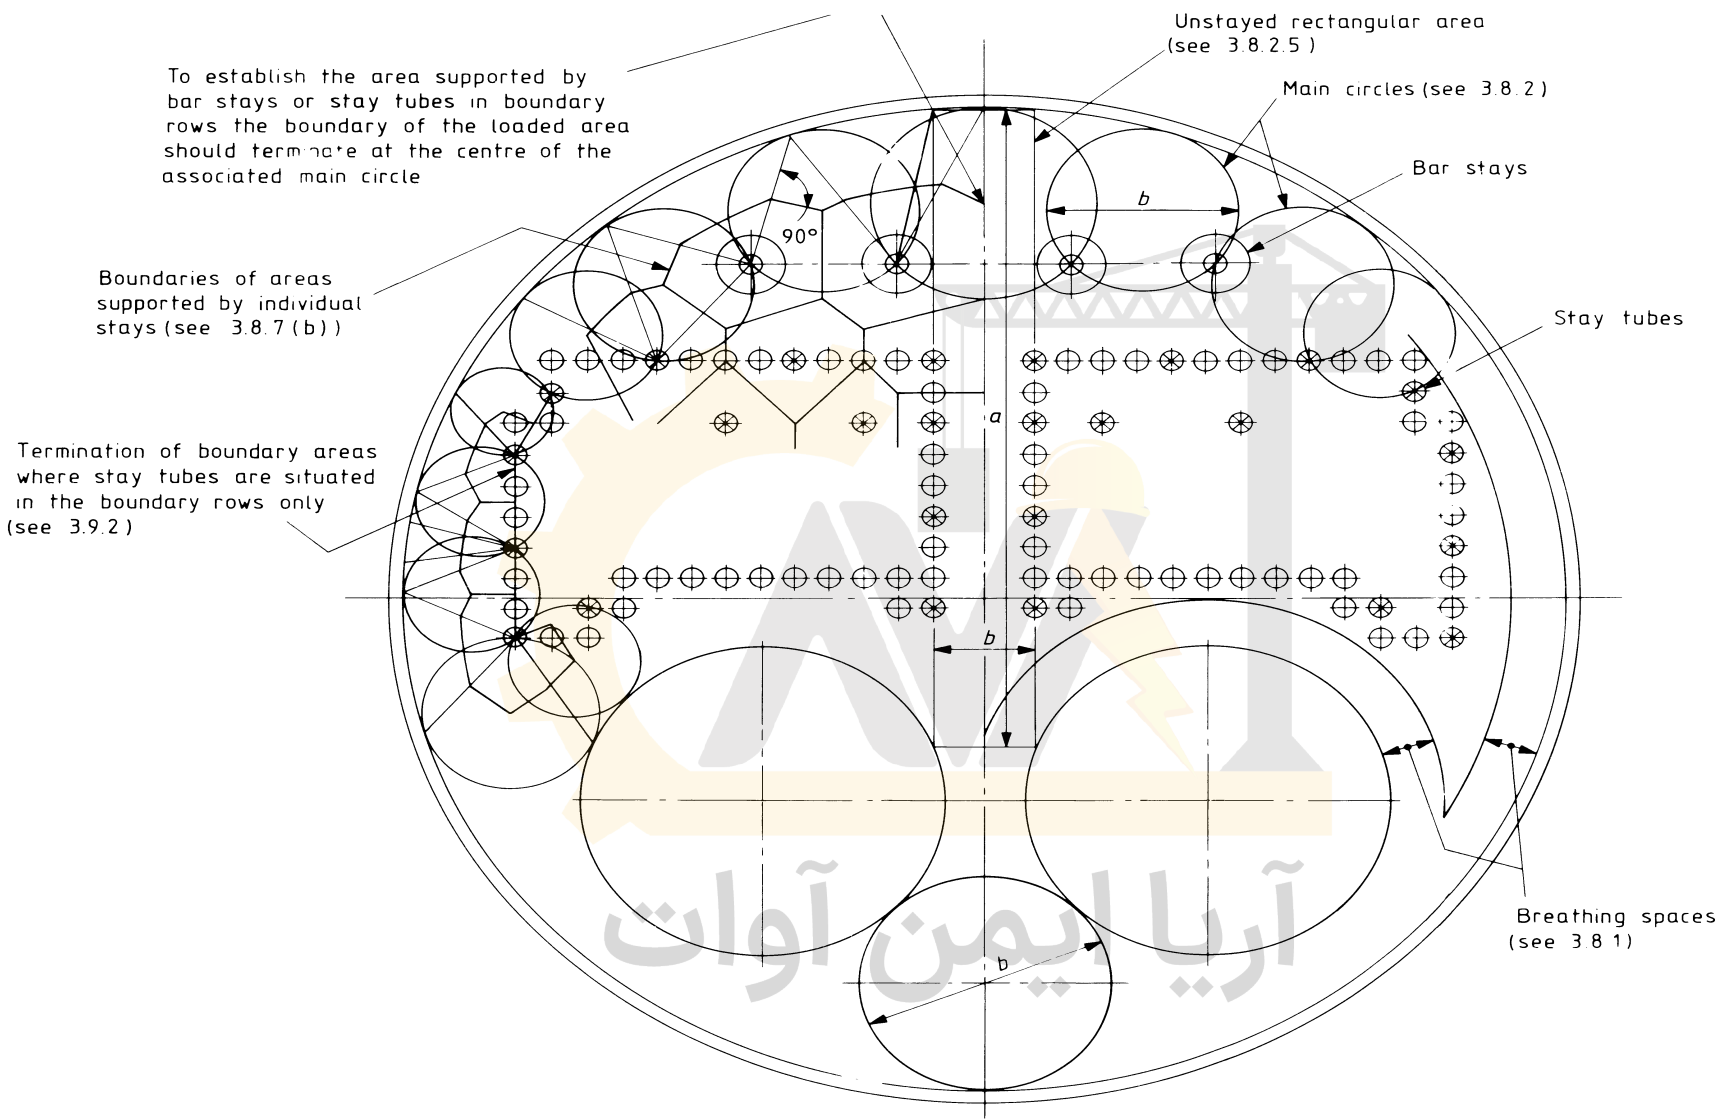 Unstayed rectangular area
(see 3.8.2.5)
To establish the area supported by
bar stays or stay tubes in boundary
rows the boundary of the loaded area
should terminate at the centre of the
associated main circle
Main circles (see 3.8.2)
Bar stays
b
90°
Boundaries of areas
supported by individual
stays (see 3.8.7(b))
Stay tubes
a
Termination of boundary areas
where stay tubes are situated
in the boundary rows only
(see 3.9.2)
b
آریا ایمن آوات
Breathing spaces
(see 3.8 1)
b